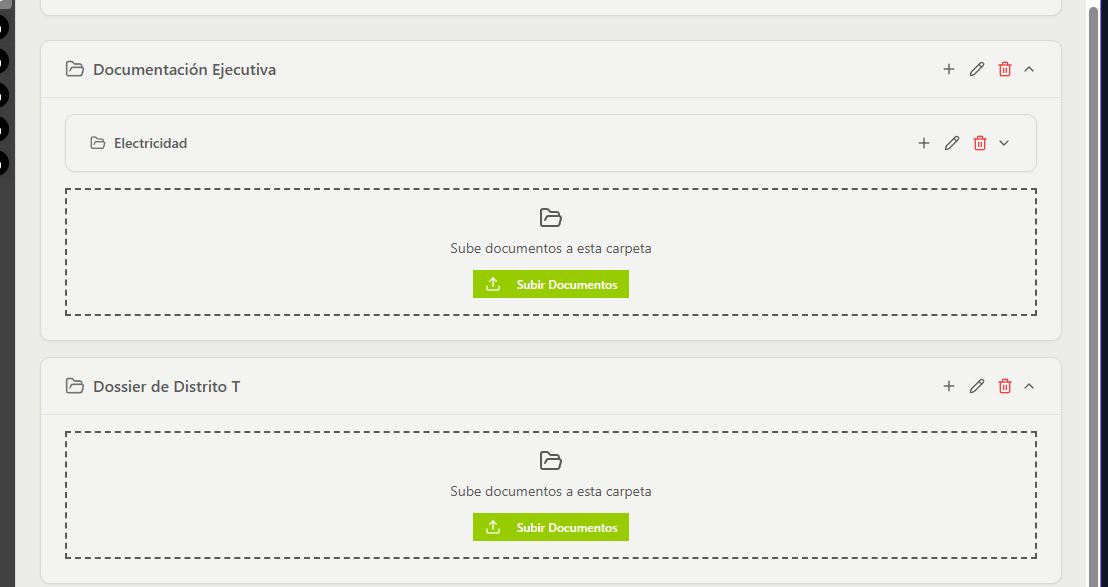 Documentación Ejecutiva
Electricidad
Sube documentos a esta carpeta
Subir Documentos
Dossier de Distrito T
Sube documentos a esta carpeta
Subir Documentos